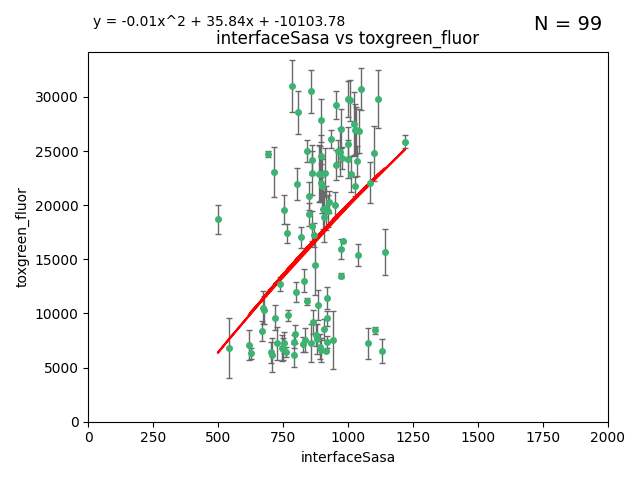 y = -0.01x^2 + 35.84x + -10103.78
N = 99
interfaceSasa vs toxgreen_fluor
30000
25000
20000
15000
10000
5000
0
toxgreen_fluor
0 250 500 750 1000 1250 1500 1750 2000
interfaceSasa